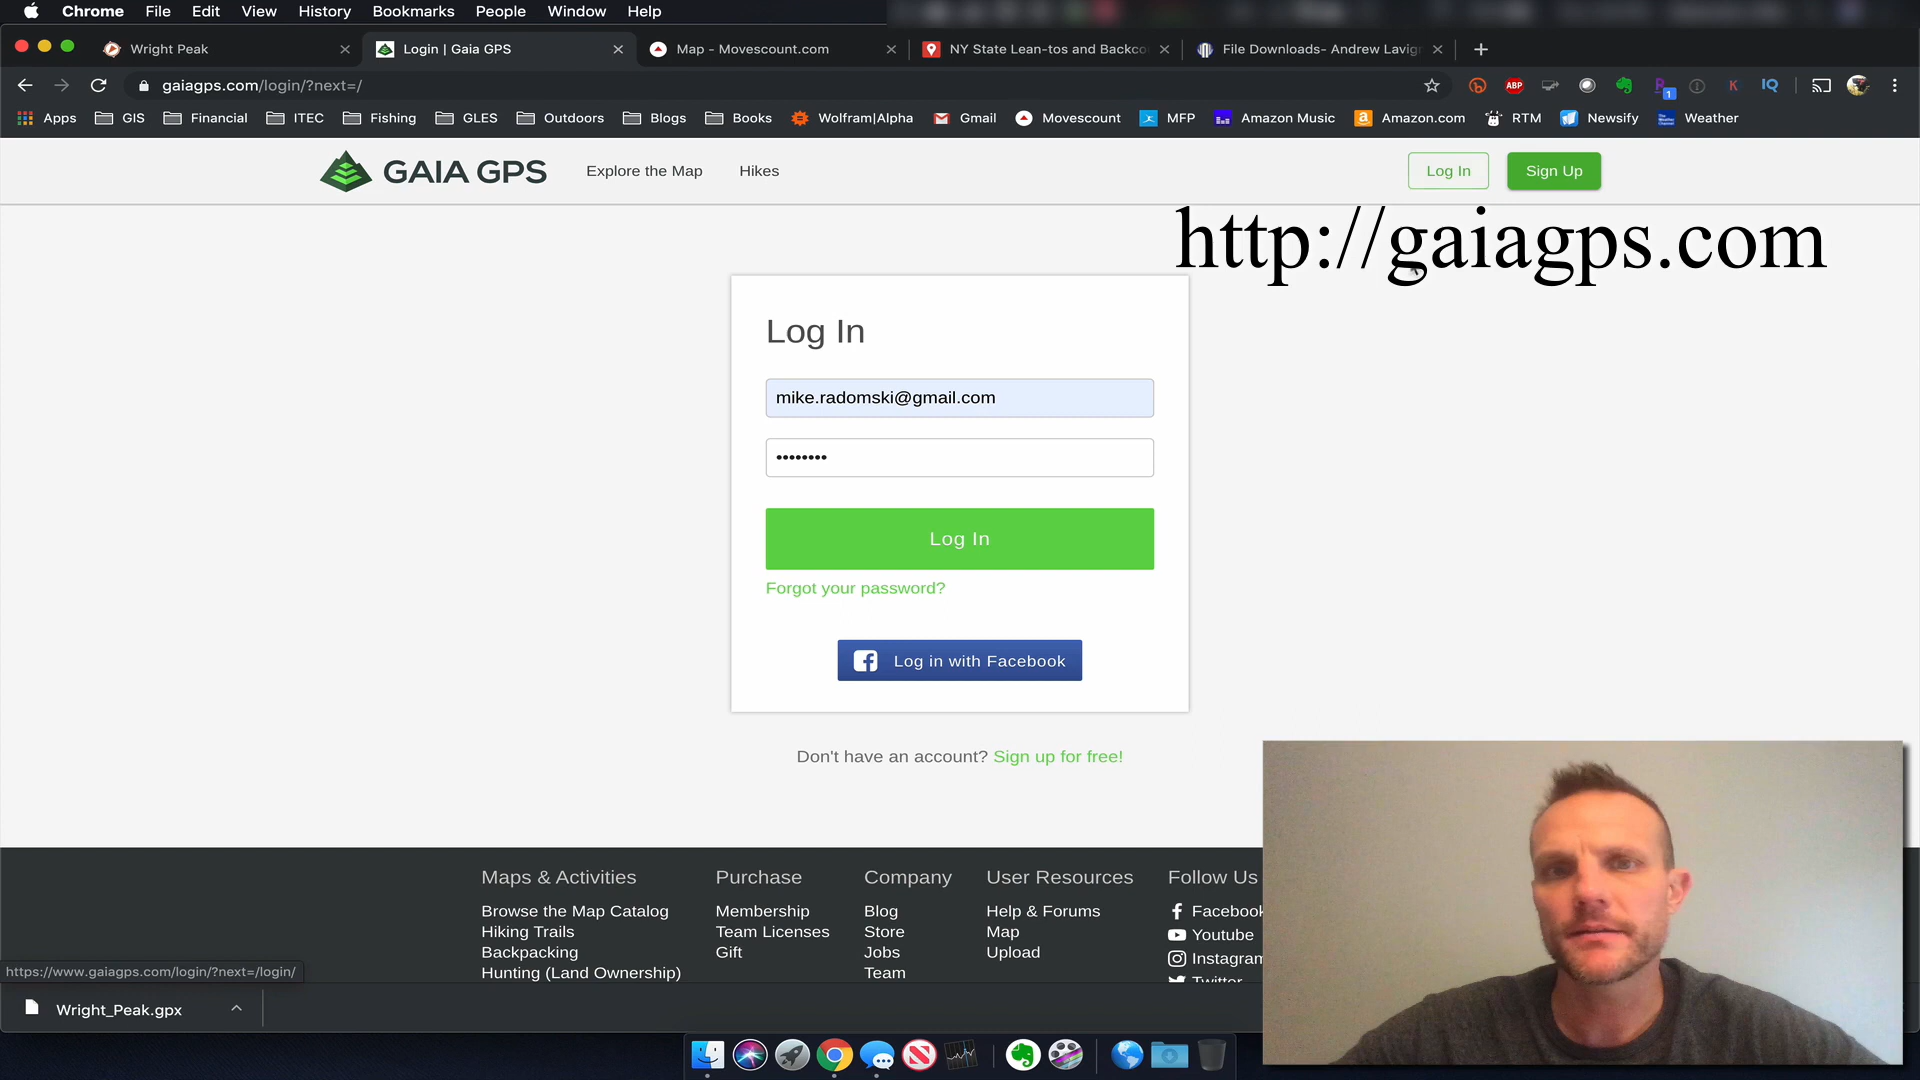 Chrome File Edit View History Bookmarks People Window Help
Wright Peak
Login | Gaia GPS
Map - Movescount.com
NY State Lean-tos and Backco
File Downloads- Andrew Lavig
gaiagps.com/login/?next=/
ABP
1
K
IQ
Apps GIS Financial ITEC Fishing GLES Outdoors Blogs Books Wolfram|Alpha Gmail Movescount MFP Amazon Music Amazon.com RTM Newsify Weather
GAIA GPS
Explore the Map
Hikes
Log In
Sign Up
http://gaiagps.com
Log In
mike.radomski@gmail.com
••••••••
Log In
Forgot your password?
Log in with Facebook
Don't have an account? Sign up for free!
Maps & Activities
Browse the Map Catalog
Hiking Trails
Backpacking
Hunting (Land Ownership)
Purchase
Membership
Team Licenses
Gift
Company
Blog
Store
Jobs
Team
User Resources
Help & Forums
Map
Upload
Follow Us
Facebook
Youtube
Instagram
Twitter
https://www.gaiagps.com/login/?next=/login/
Wright_Peak.gpx